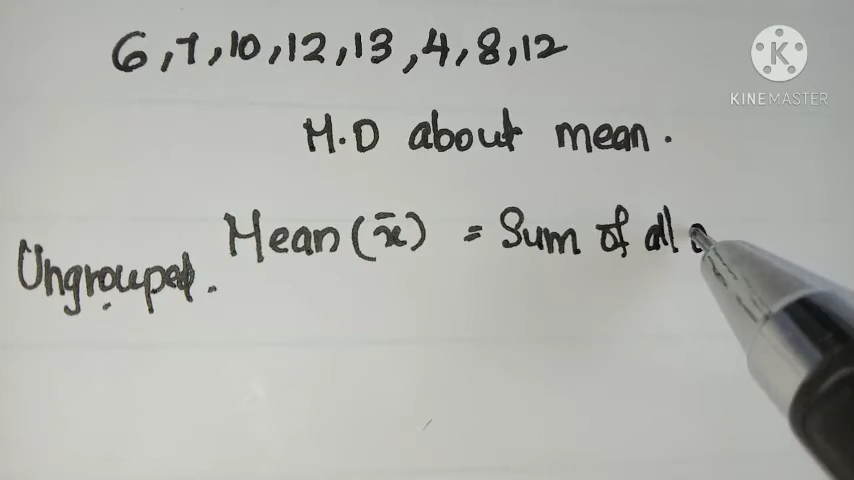 6,7,10,12,13,4,8,12
K
KINEMASTER
M.D about mean.
Mean(x̄) = Sum of all
Ungrouped.